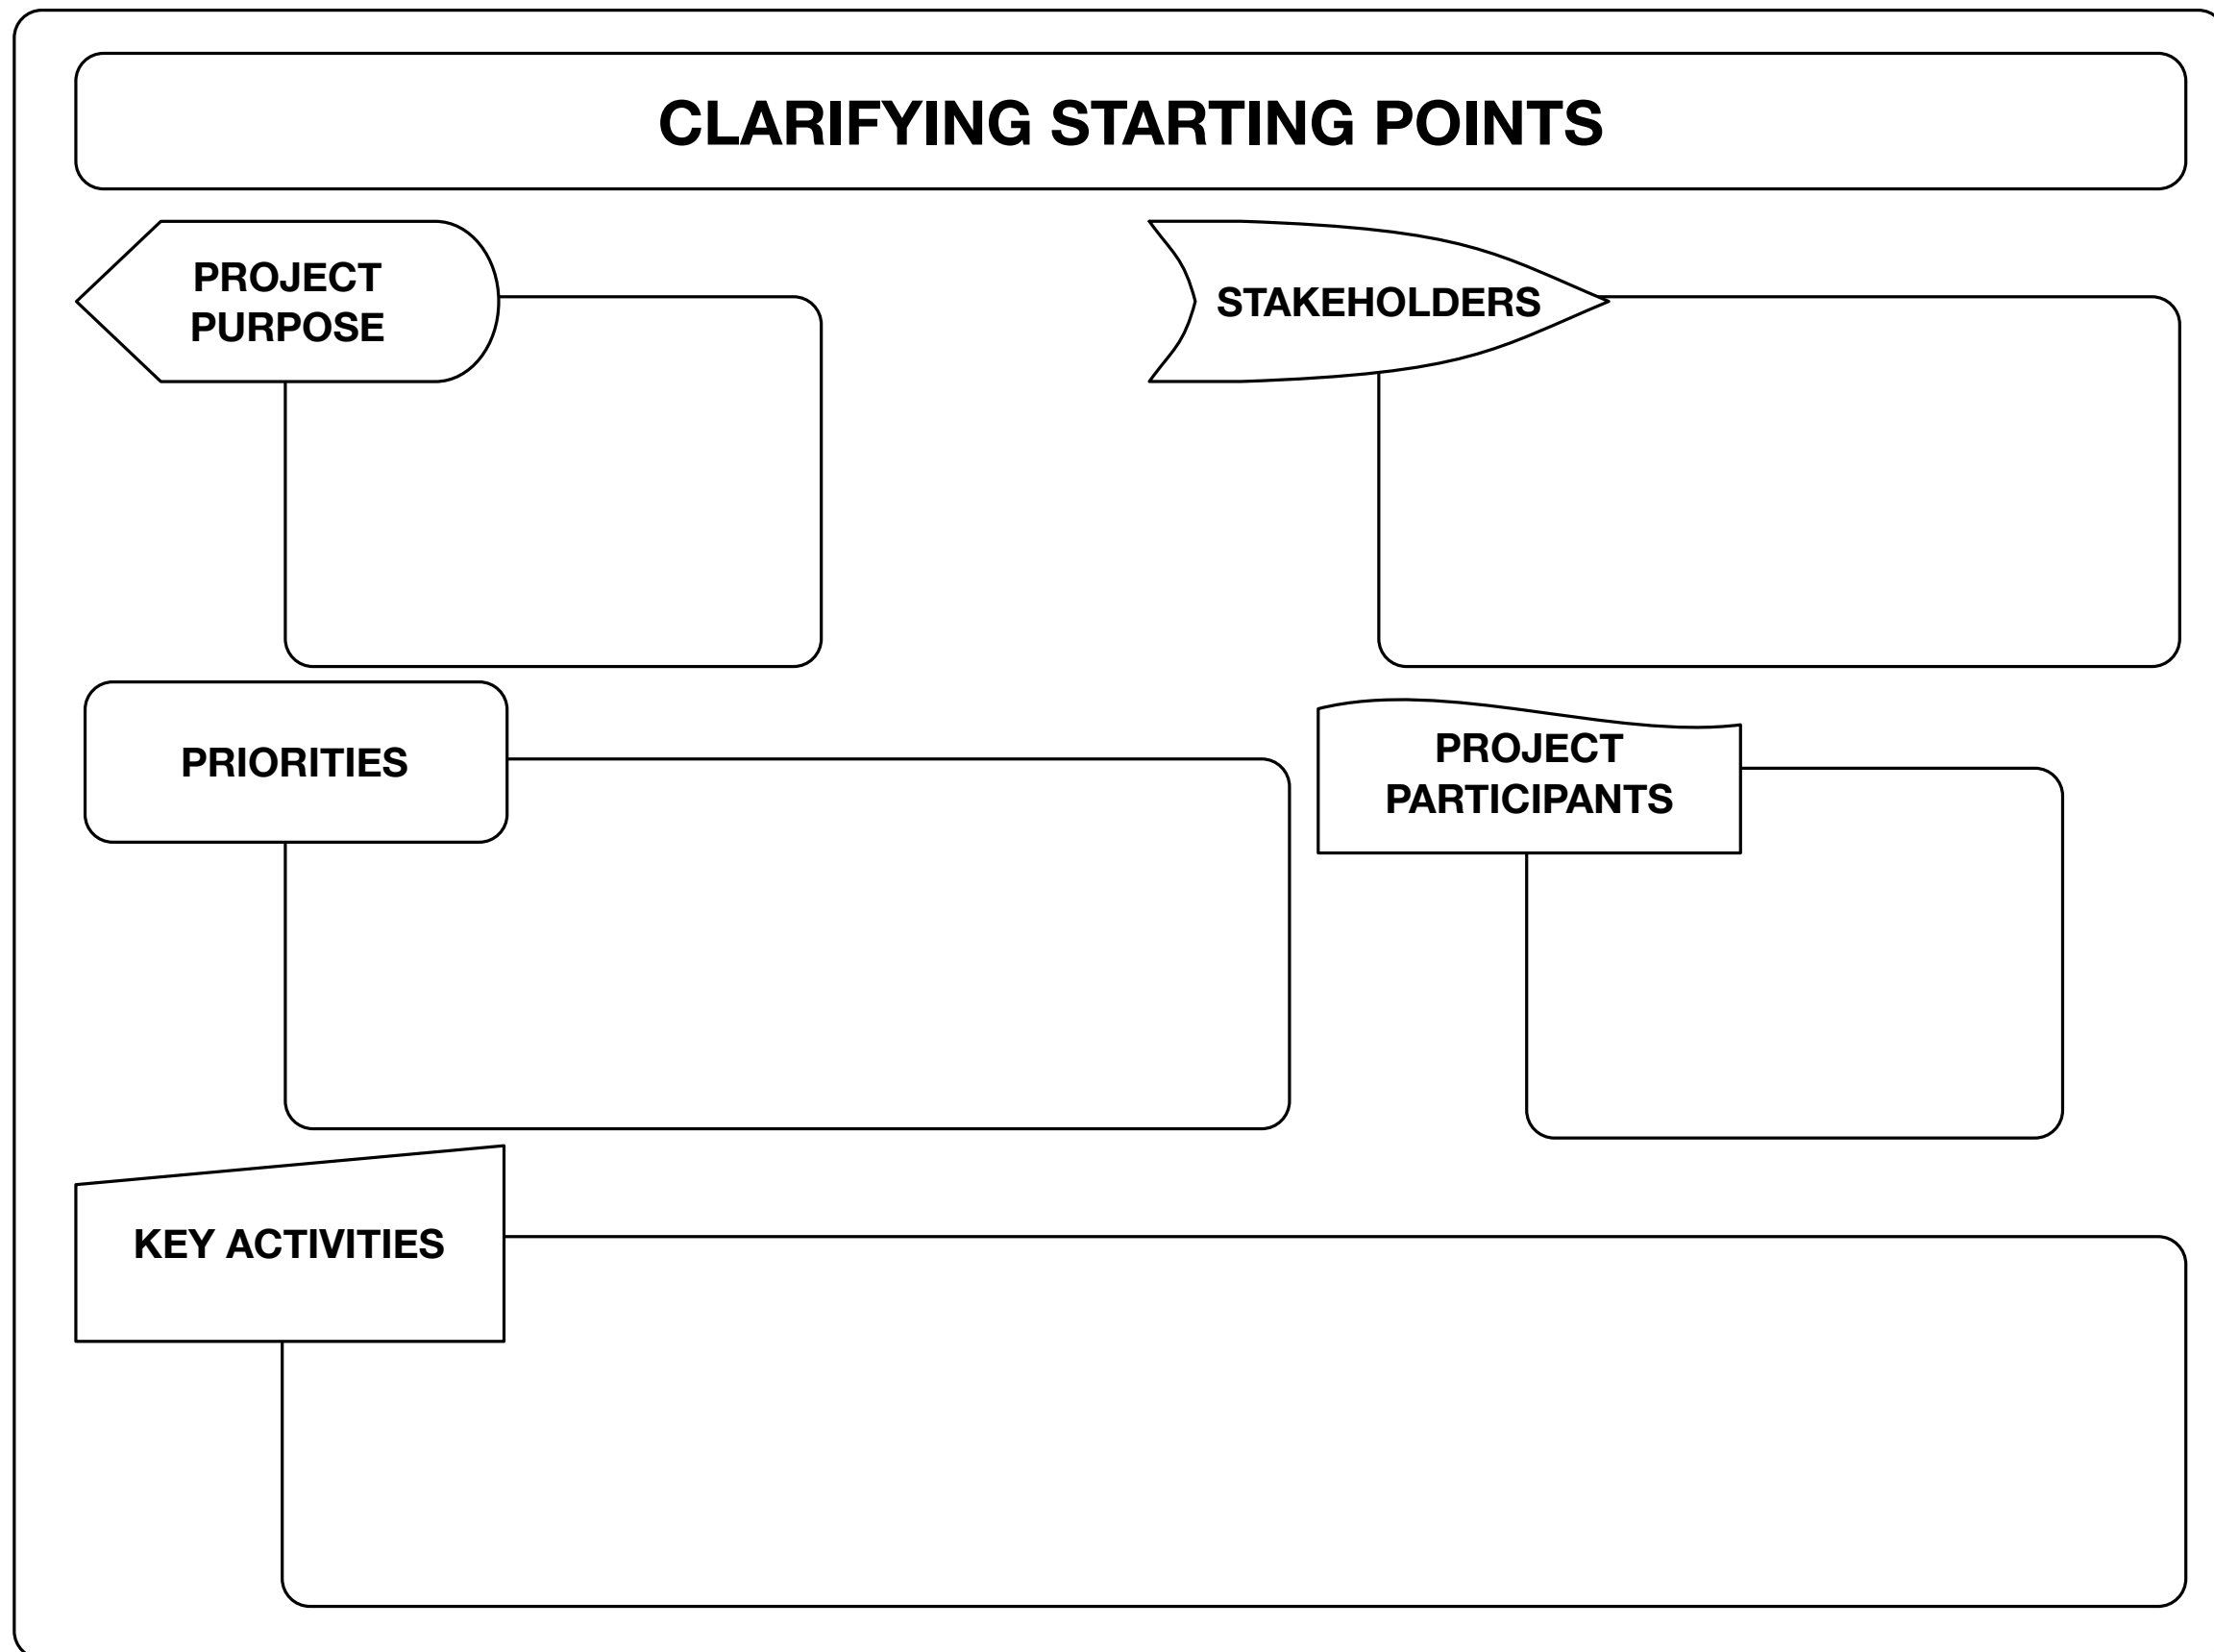 CLARIFYING STARTING POINTS
PROJECT
PURPOSE
STAKEHOLDERS
PRIORITIES
PROJECT
PARTICIPANTS
KEY ACTIVITIES